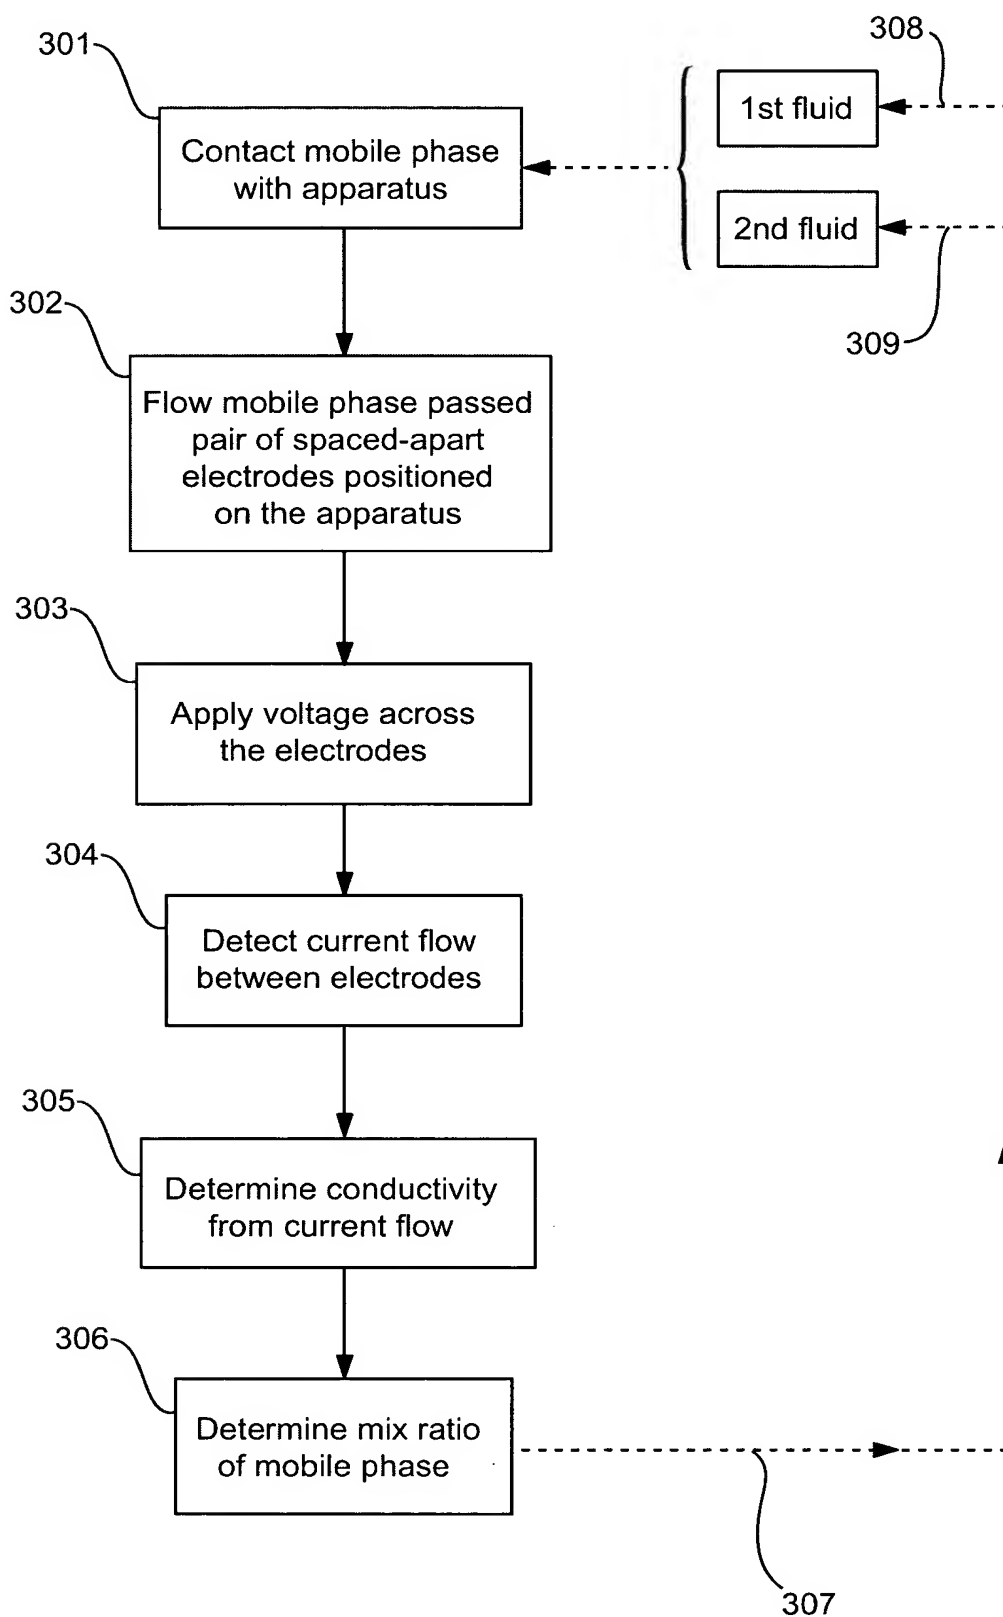 308
301
1st fluid
Contact mobile phase
with apparatus
2nd fluid
302
309
Flow mobile phase passed
pair of spaced-apart
electrodes positioned
on the apparatus
303
Apply voltage across
the electrodes
304
Detect current flow
between electrodes
305
Determine conductivity
from current flow
306
Determine mix ratio
of mobile phase
307